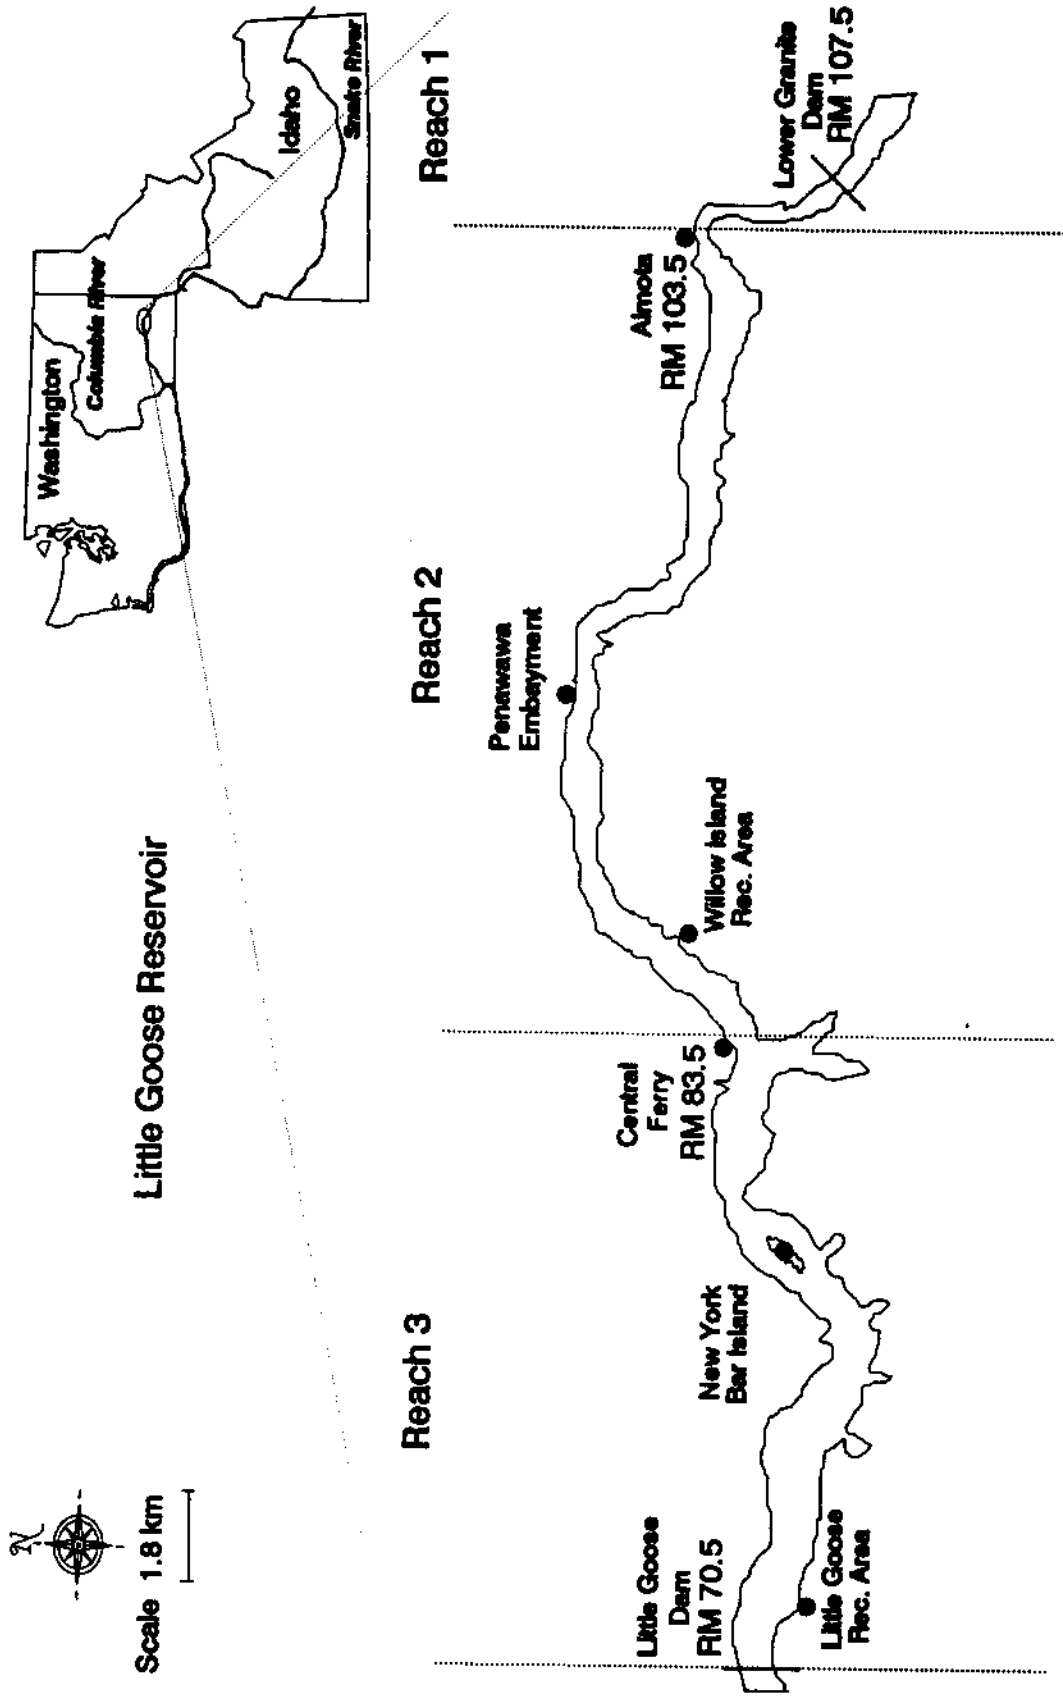 N
Scale 1.8 km
Little Goose Reservoir
Washington
Columbia River
Idaho
Snake River
Reach 3
Reach 2
Reach 1
Little Goose
Dam
RM 70.5
Little Goose
Rec. Area
New York
Bar Island
Central
Ferry
RM 83.5
Willow Island
Rec. Area
Penawawa
Embayment
Almota
RM 103.5
Lower Granite
Dam
RM 107.5